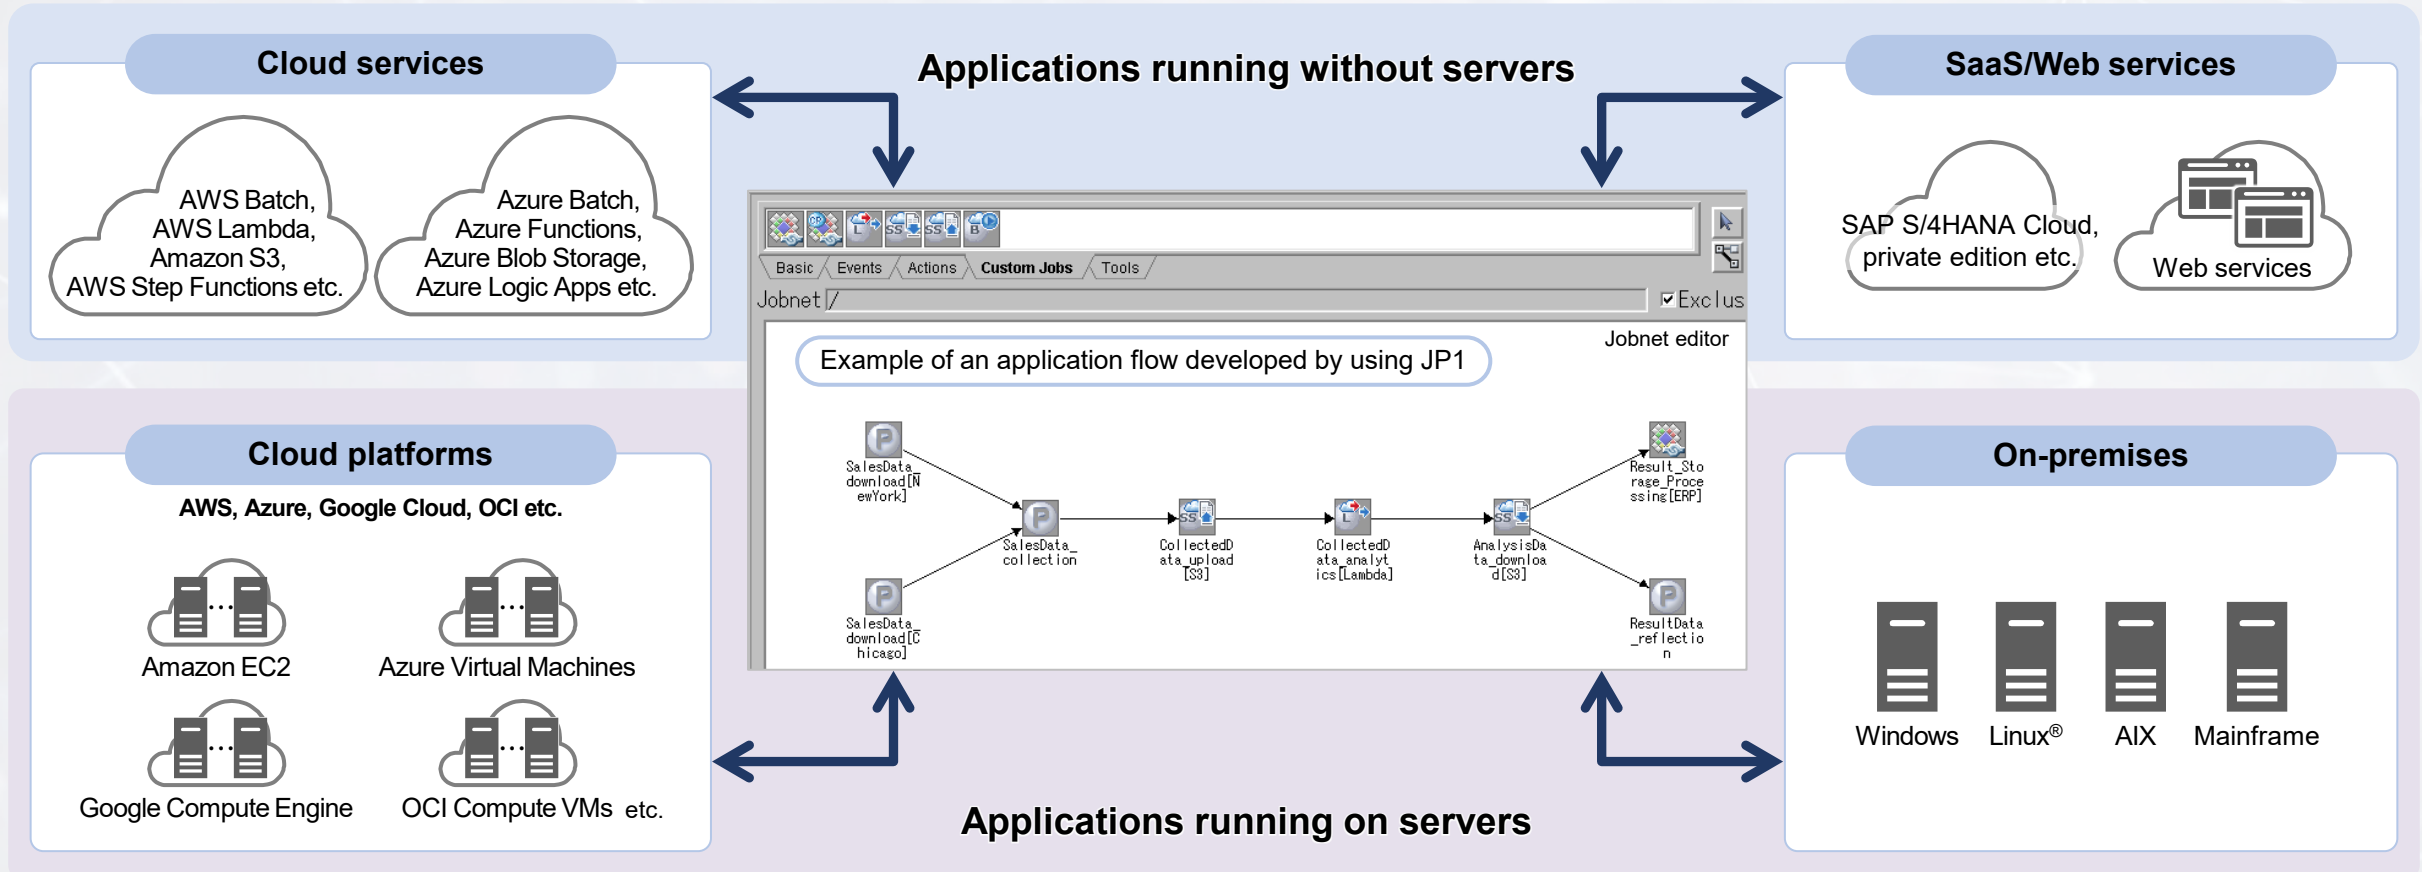 Applications running without servers
Cloud services
AWS Batch,
AWS Lambda,
Amazon S3,
AWS Step Functions etc.
Azure Batch,
Azure Functions,
Azure Blob Storage,
Azure Logic Apps etc.
SaaS/Web services
SAP S/4HANA Cloud,
private edition etc.
Web services
CP
L
SS
SS
B
Basic
Events
Actions
Custom Jobs
Tools
Jobnet /
Exclus
Jobnet editor
Example of an application flow developed by using JP1
P
SalesData_
download[N
ewYork]
P
SalesData_
download[C
hicago]
P
SalesData_
collection
SS
CollectedD
ata_upload
[S3]
L
CollectedD
ata_analyt
ics[Lambda]
SS
AnalysisDa
ta_downloa
d[S3]
Result_Sto
rage_Proce
ssing[ERP]
P
ResultData
_reflectio
n
Cloud platforms
AWS, Azure, Google Cloud, OCI etc.
Amazon EC2
Azure Virtual Machines
Google Compute Engine
OCI Compute VMs etc.
On-premises
Windows
Linux®
AIX
Mainframe
Applications running on servers